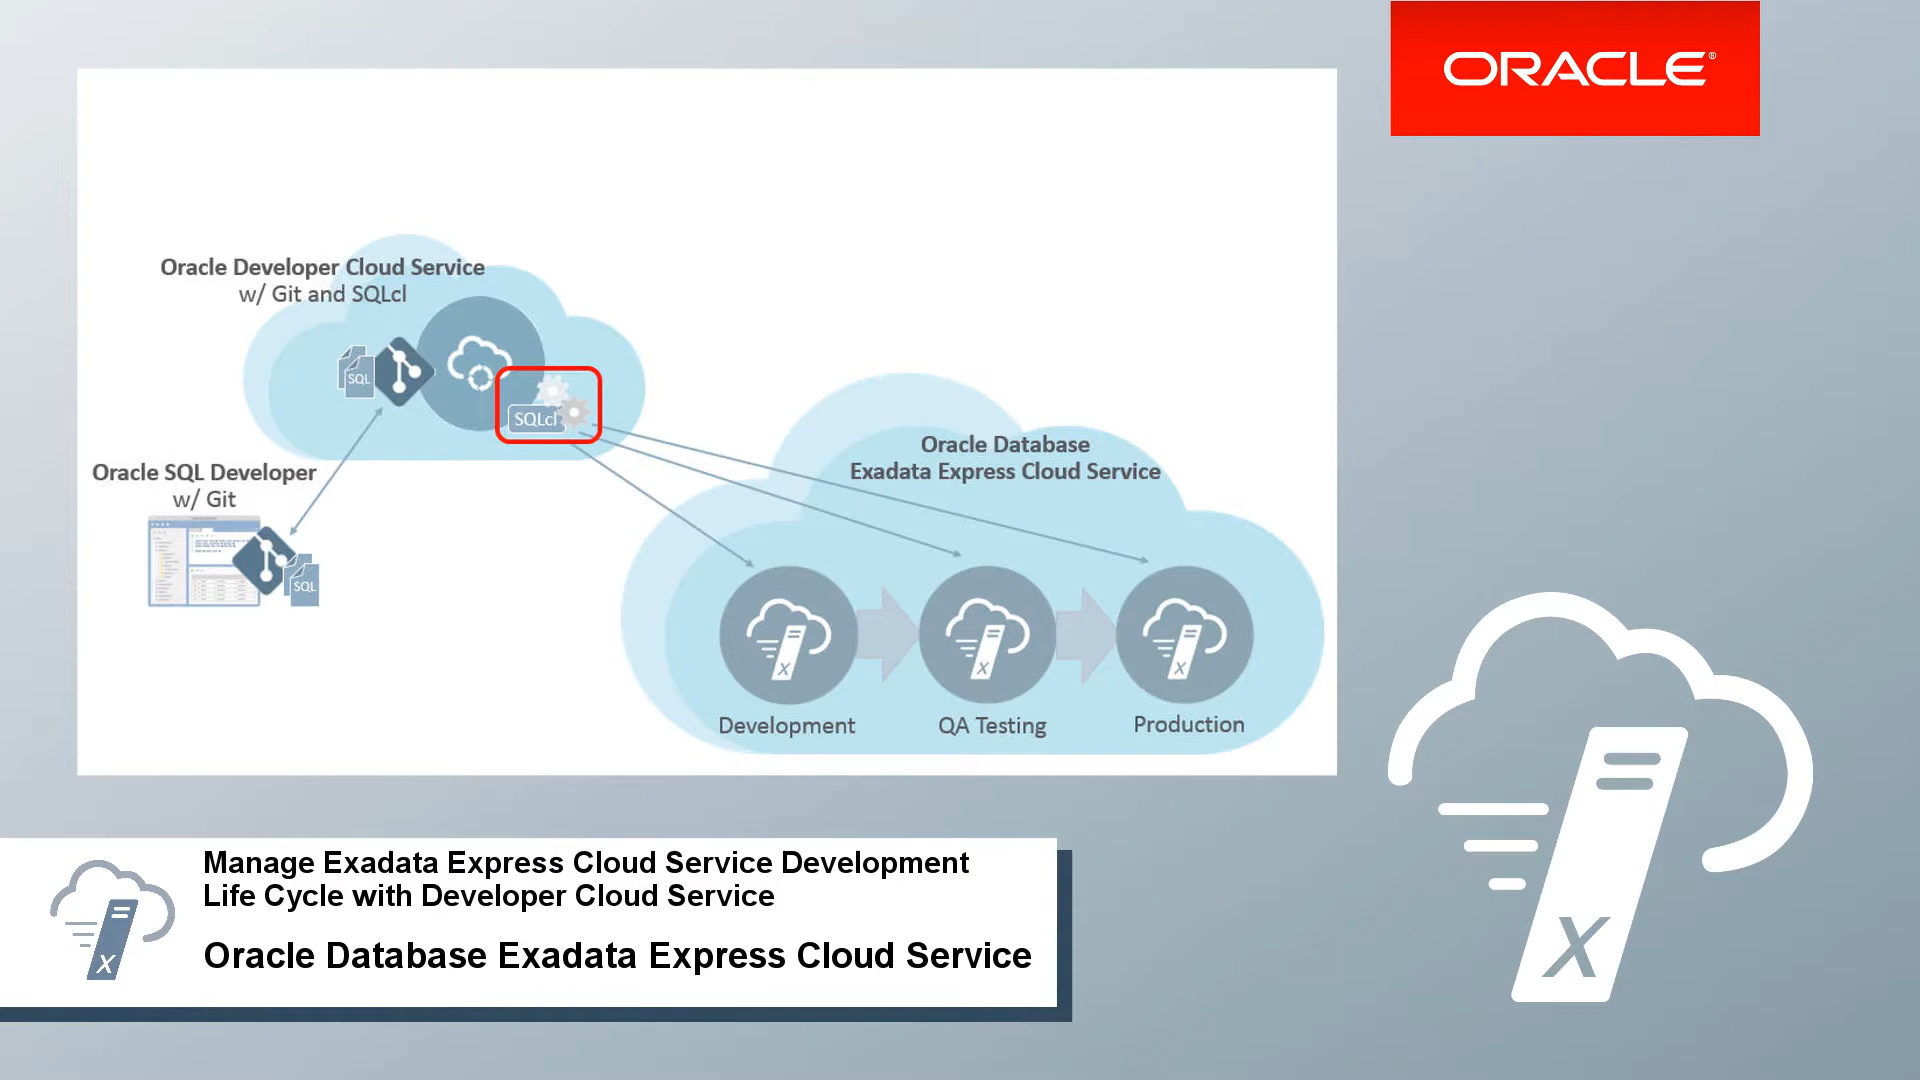 ORACLE®
Oracle Developer Cloud Service
w/ Git and SQLcl
SQL
SQLcl
Oracle SQL Developer
w/ Git
SQL
Oracle Database
Exadata Express Cloud Service
X
X
X
Development
QA Testing
Production
X
Manage Exadata Express Cloud Service Development
Life Cycle with Developer Cloud Service
Oracle Database Exadata Express Cloud Service
X